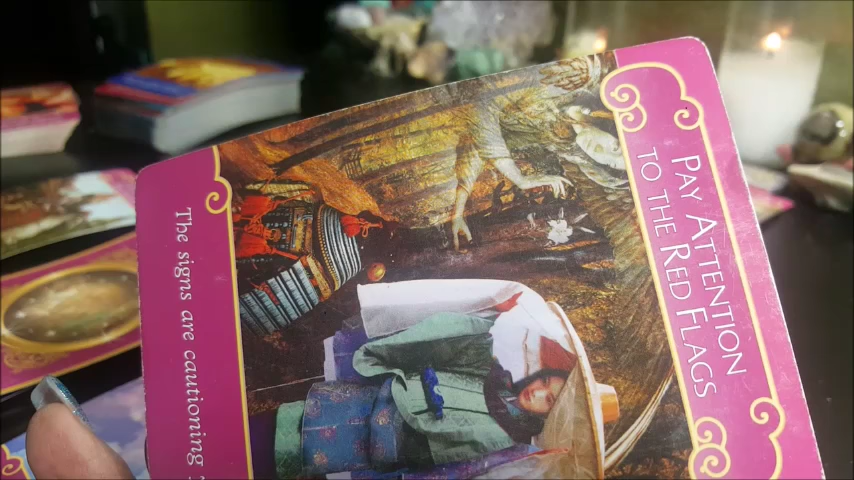 PAY ATTENTION
TO THE RED FLAGS
The signs are cautioning